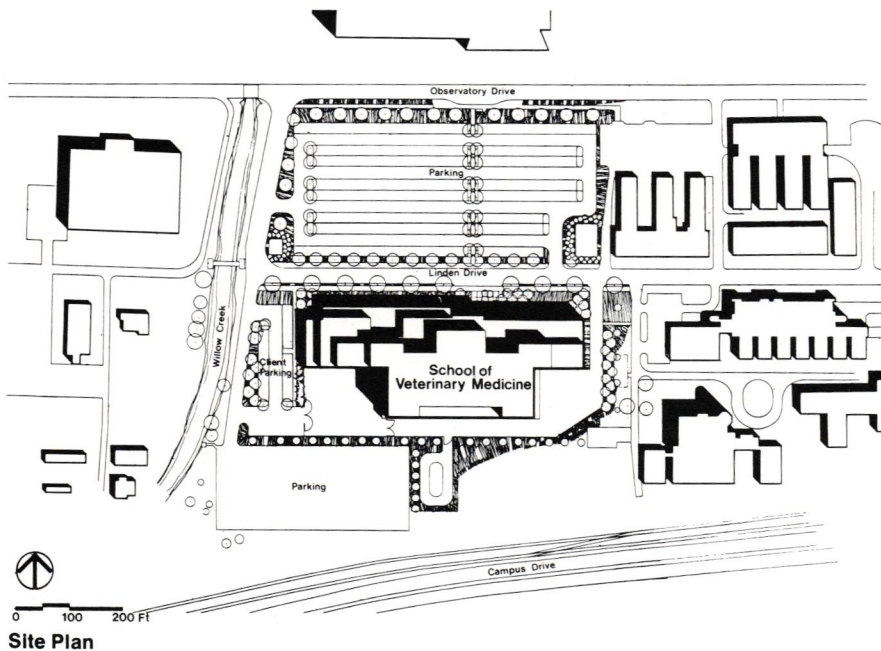 Observatory Drive
Parking
Linden Drive
Willow Creek
Client
Parking
School of
Veterinary Medicine
Parking
Campus Drive
0 100 200 Ft
Site Plan